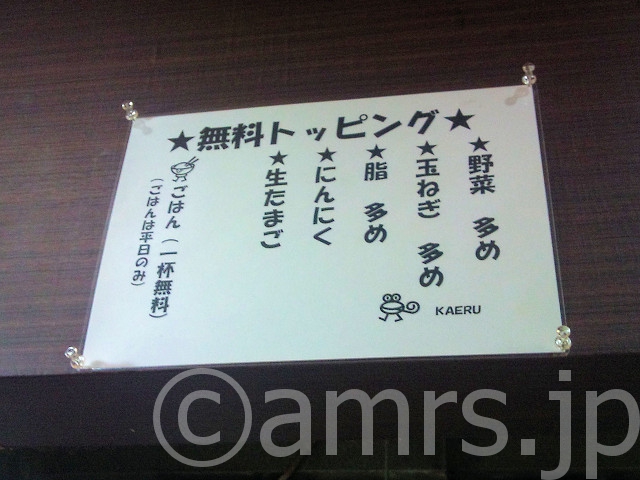 ★無料トッピング★
★野菜 多め
★玉ねぎ 多め
★脂 多め
★にんにく
★生たまご
ごはん(一杯無料)
(ごはんは平日のみ)
KAERU
©amrs.jp